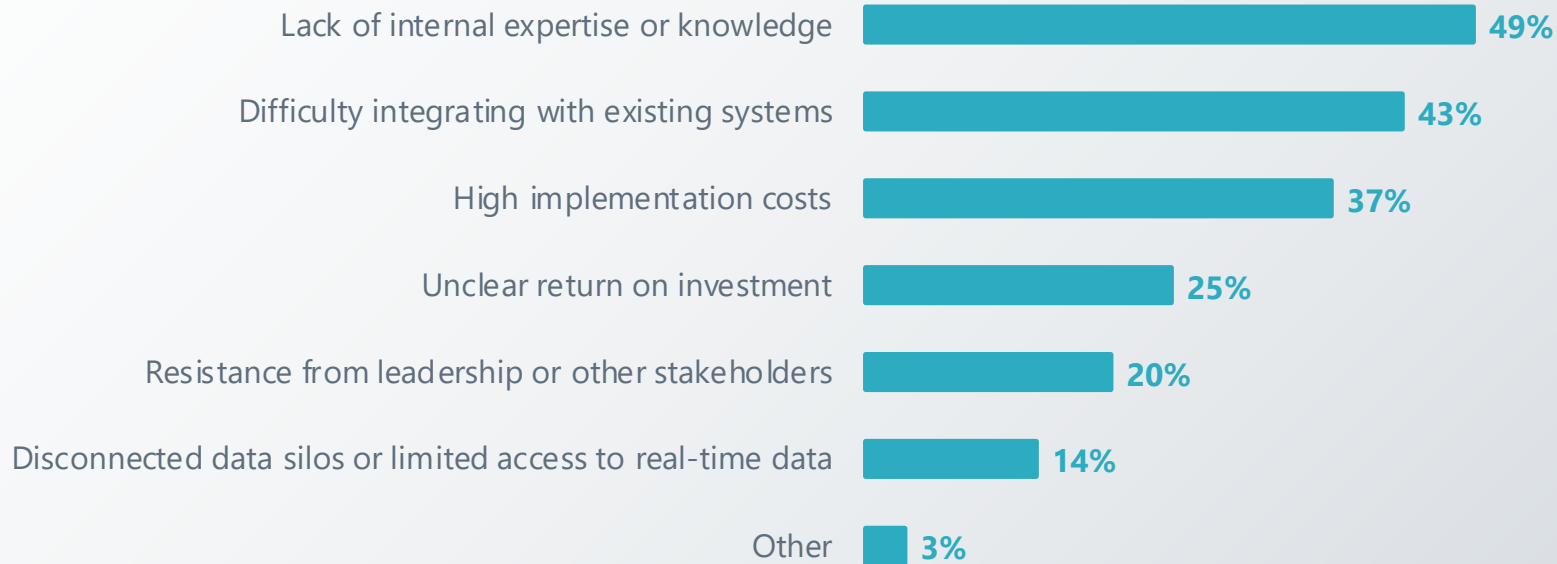 Lack of internal expertise or knowledge 49%
Difficulty integrating with existing systems 43%
High implementation costs 37%
Unclear return on investment 25%
Resistance from leadership or other stakeholders 20%
Disconnected data silos or limited access to real-time data 14%
Other 3%